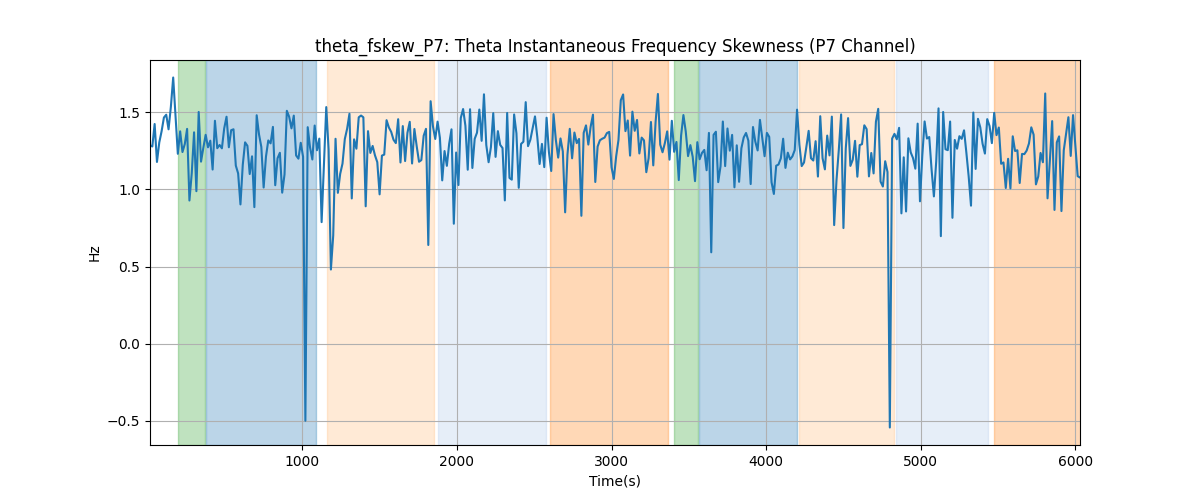 theta_fskew_P7: Theta Instantaneous Frequency Skewness (P7 Channel)
Hz
1.5
1.0
0.5
0.0
−0.5
1000 2000 3000 4000 5000 6000
Time(s)